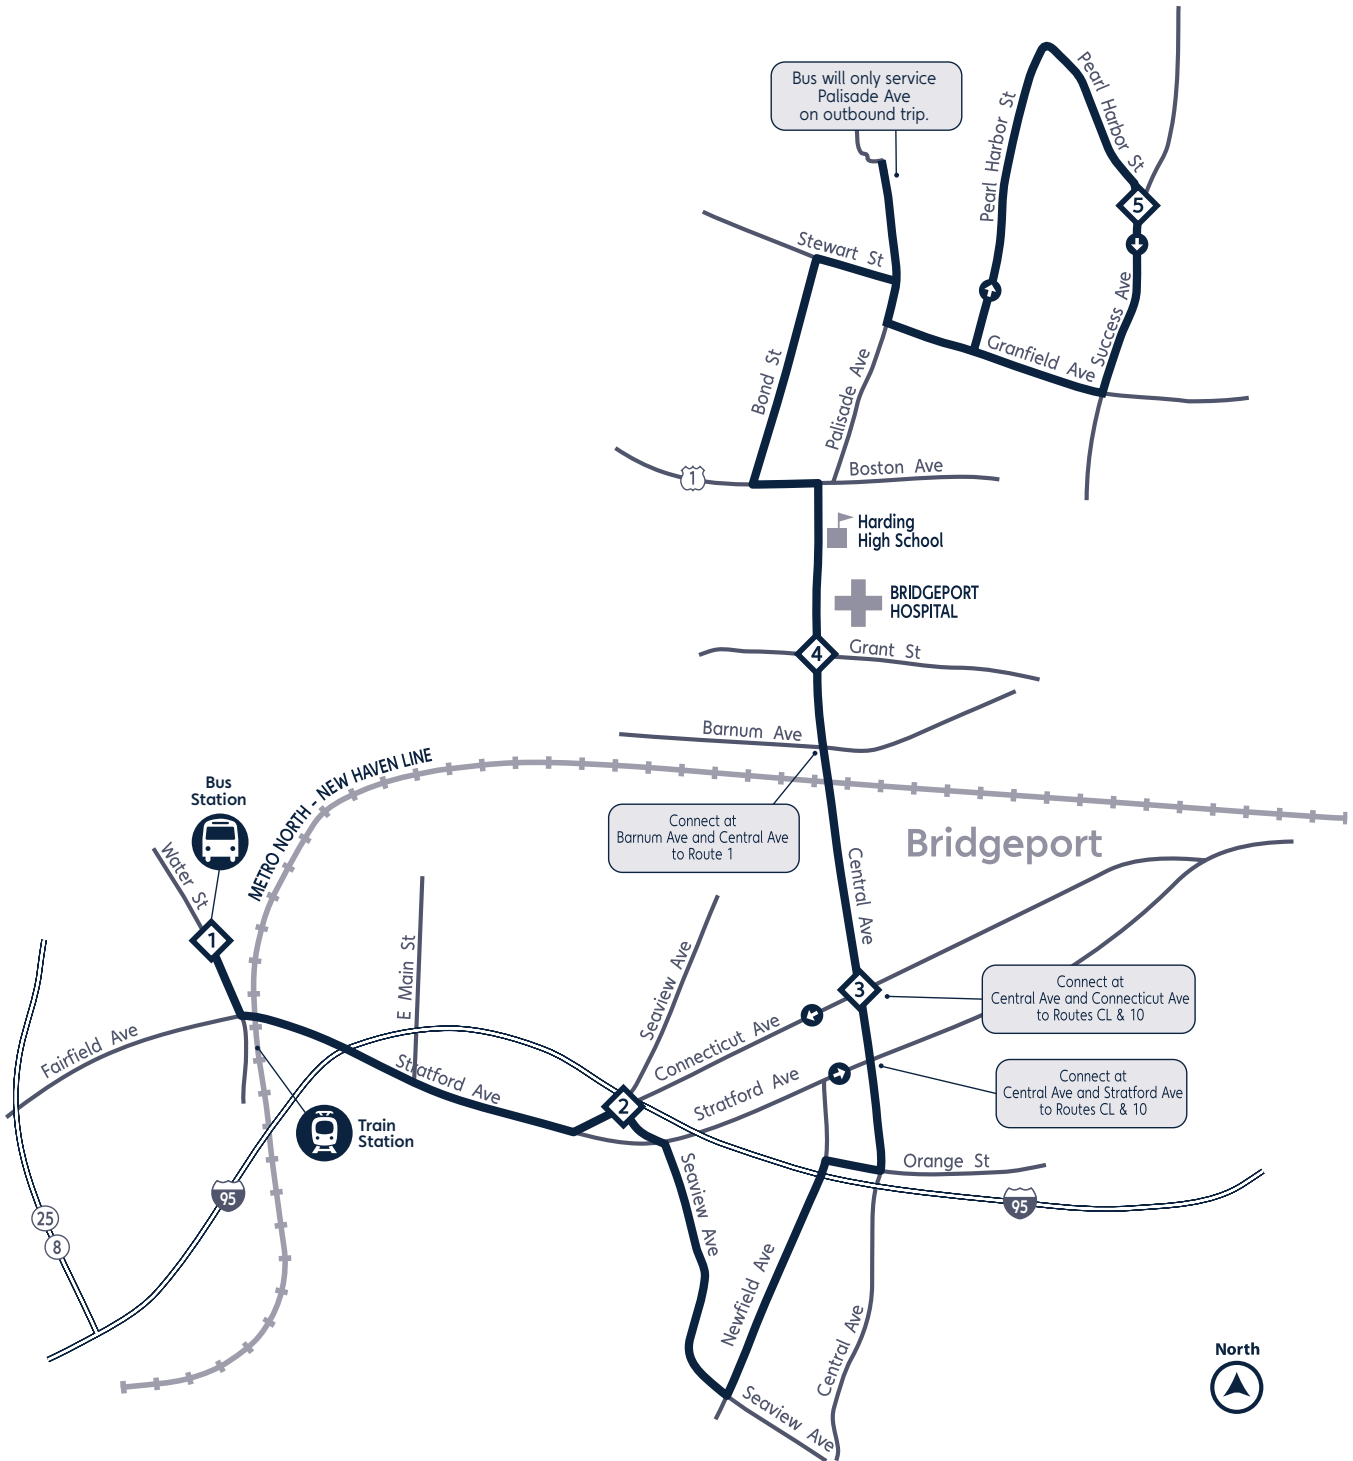 Bus will only service
Palisade Ave
on outbound trip.
Pearl Harbor St
Pearl Harbor St
5
Stewart St
Success Ave
Granfield Ave
Bond St
Palisade Ave
1
Boston Ave
Harding
High School
BRIDGEPORT
HOSPITAL
4
Grant St
Barnum Ave
METRO NORTH - NEW HAVEN LINE
Bus
Station
Connect at
Barnum Ave and Central Ave
to Route 1
Bridgeport
Water St
Central Ave
1
E Main St
Seaview Ave
3
Connect at
Central Ave and Connecticut Ave
to Routes CL & 10
Fairfield Ave
Connecticut Ave
Stratford Ave
Stratford Ave
Connect at
Central Ave and Stratford Ave
to Routes CL & 10
2
Train
Station
Orange St
95
95
Seaview Ave
25
8
Newfield Ave
Central Ave
Seaview Ave
North